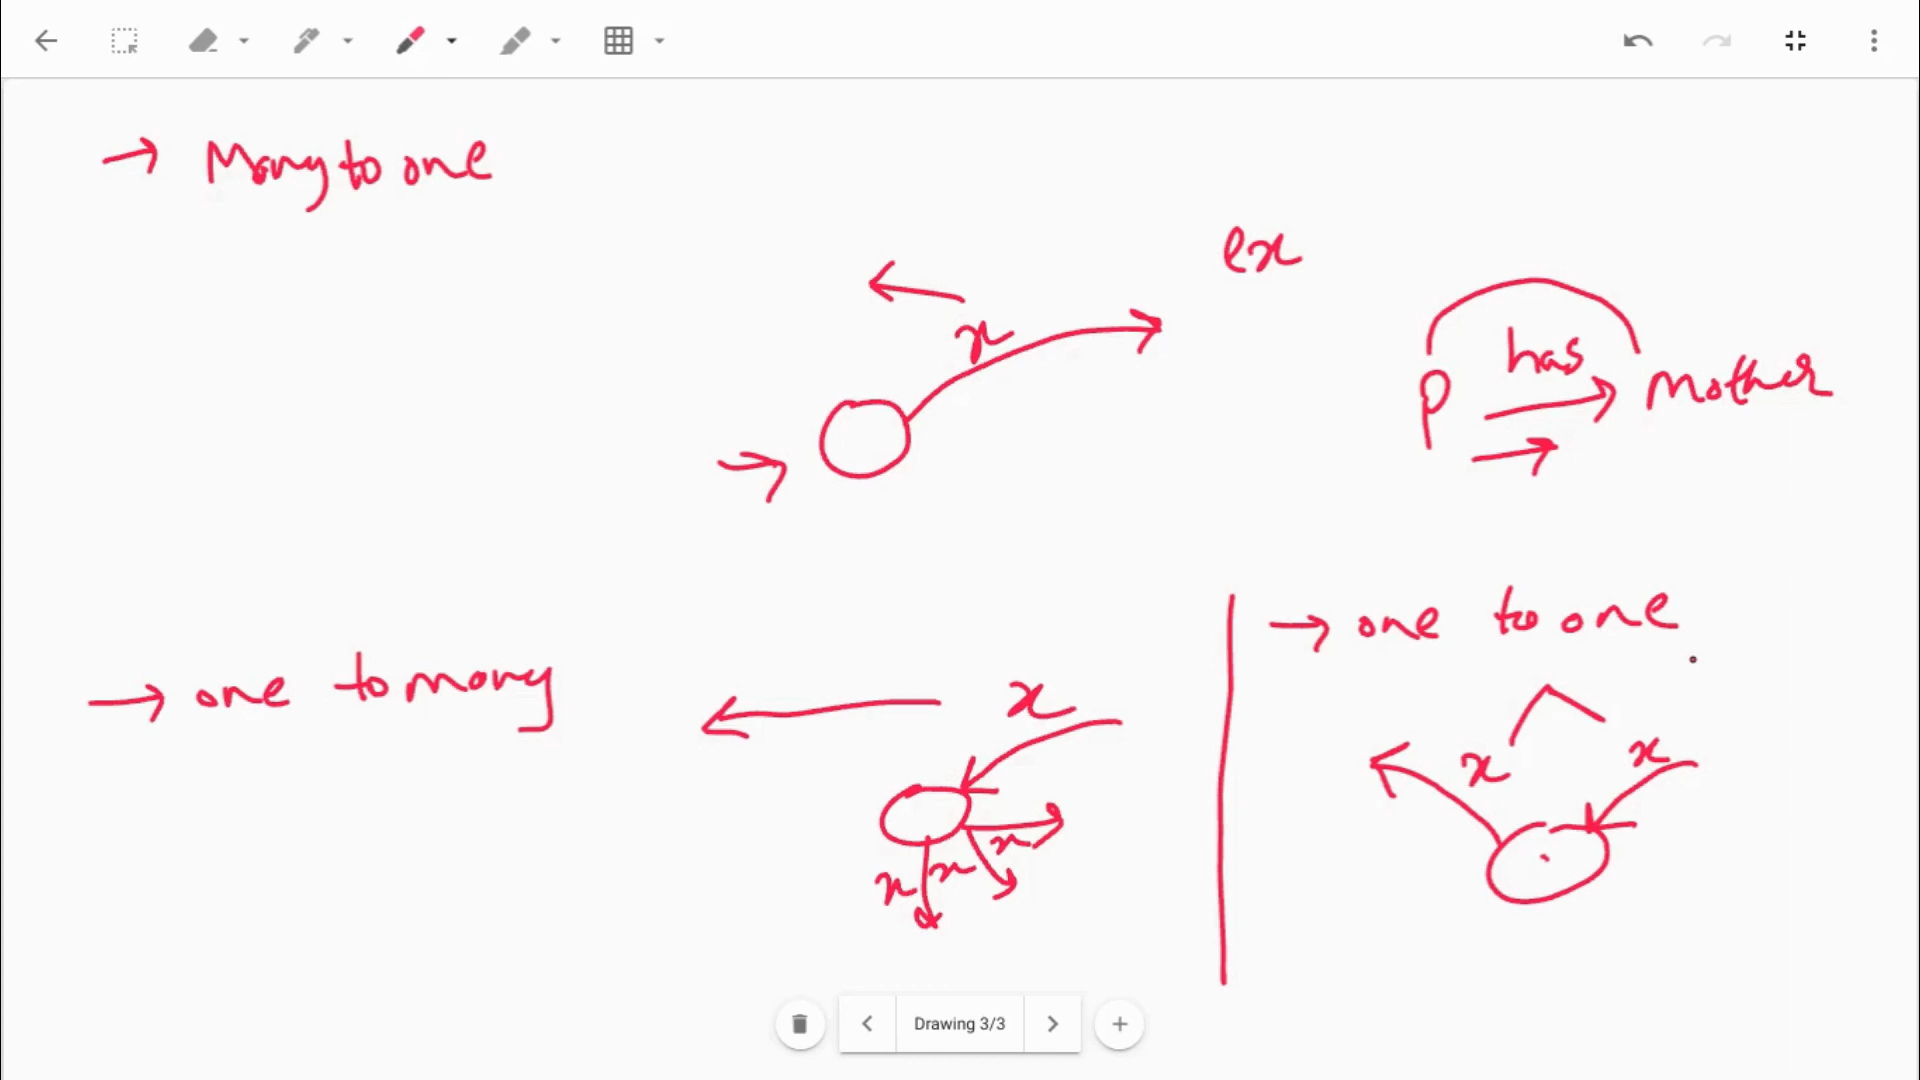 → Many to one
ex
x
has
P → Mother
→ one to one
→ one to many
x
x
x
x
x
x
Drawing 3/3